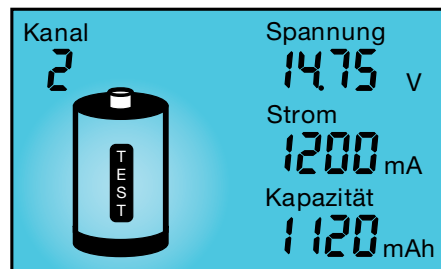 Kanal
2
TEST
Spannung
14.75 V
Strom
1200 mA
Kapazität
1120 mAh